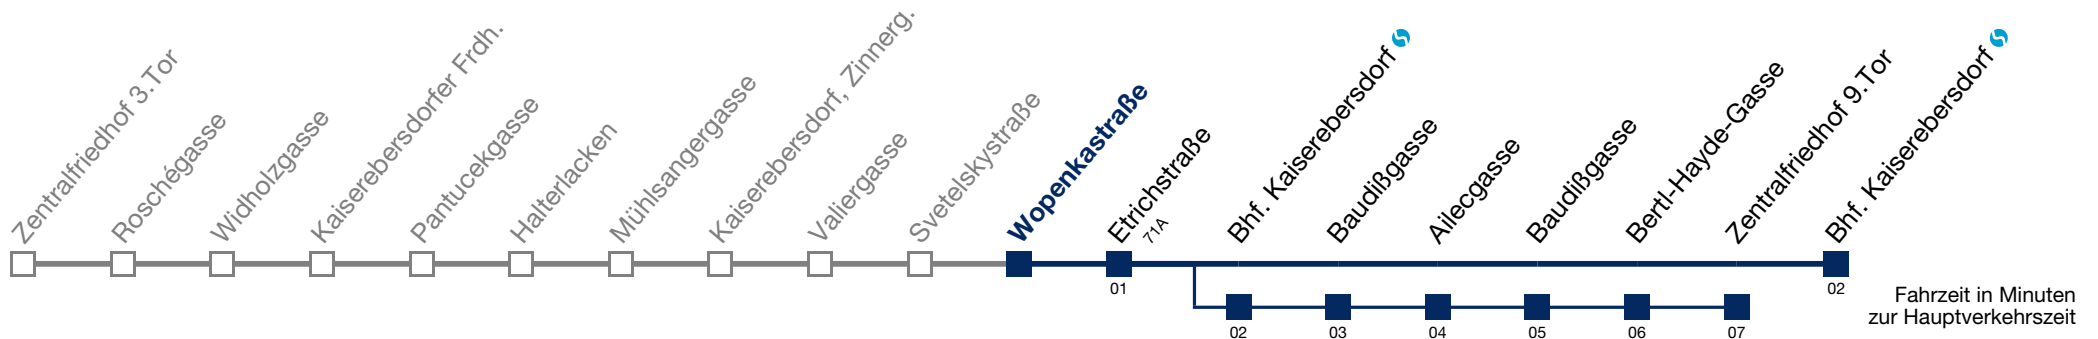 Zentralfriedhof 3.Tor
Roschégasse
Widholzgasse
Kaiserebersdorfer Frdh.
Pantucekgasse
Halterlacken
Mühlsangergasse
Kaiserebersdorf, Zinnerg.
Valiergasse
Svetelskystraße
Wopenkastraße
Etrichstraße
71A
Bhf. Kaiserebersdorf
Baudißgasse
Ailecgasse
Baudißgasse
Bertl-Hayde-Gasse
Zentralfriedhof 9.Tor
Bhf. Kaiserebersdorf
01
02
02
03
04
05
06
07
Fahrzeit in Minuten
zur Hauptverkehrszeit